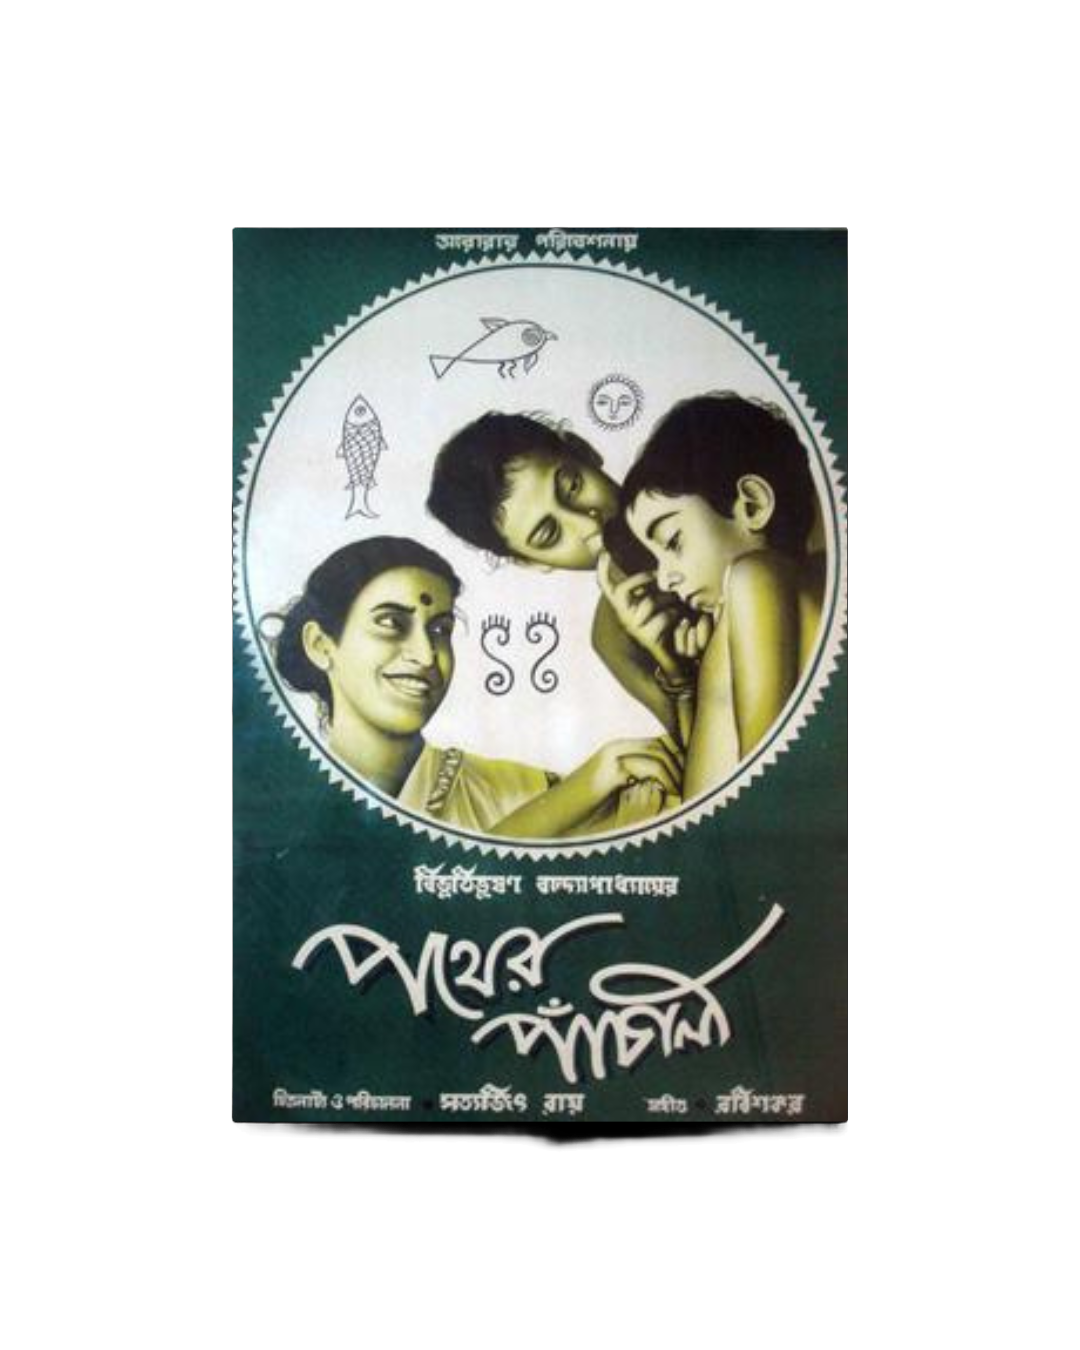 অরোরার পরিবেশনায়
বিভূতিভূষণ বন্দ্যোপাধ্যায়ের
পথের
পাঁচালী
চিত্রনাট্য ও পরিচালনা • সত্যজিৎ রায় সঙ্গীত • রবিশঙ্কর